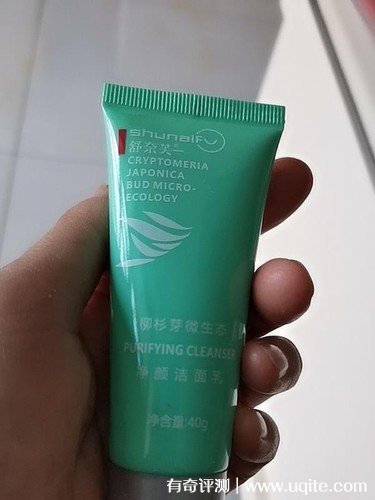 shunaifu
舒奈芙®
CRYPTOMERIA
JAPONICA
BUD MICRO-
ECOLOGY
柳杉芽微生态
PURIFYING CLEANSER
净颜洁面乳
净含量:40g
有奇评测 | www.uqite.com